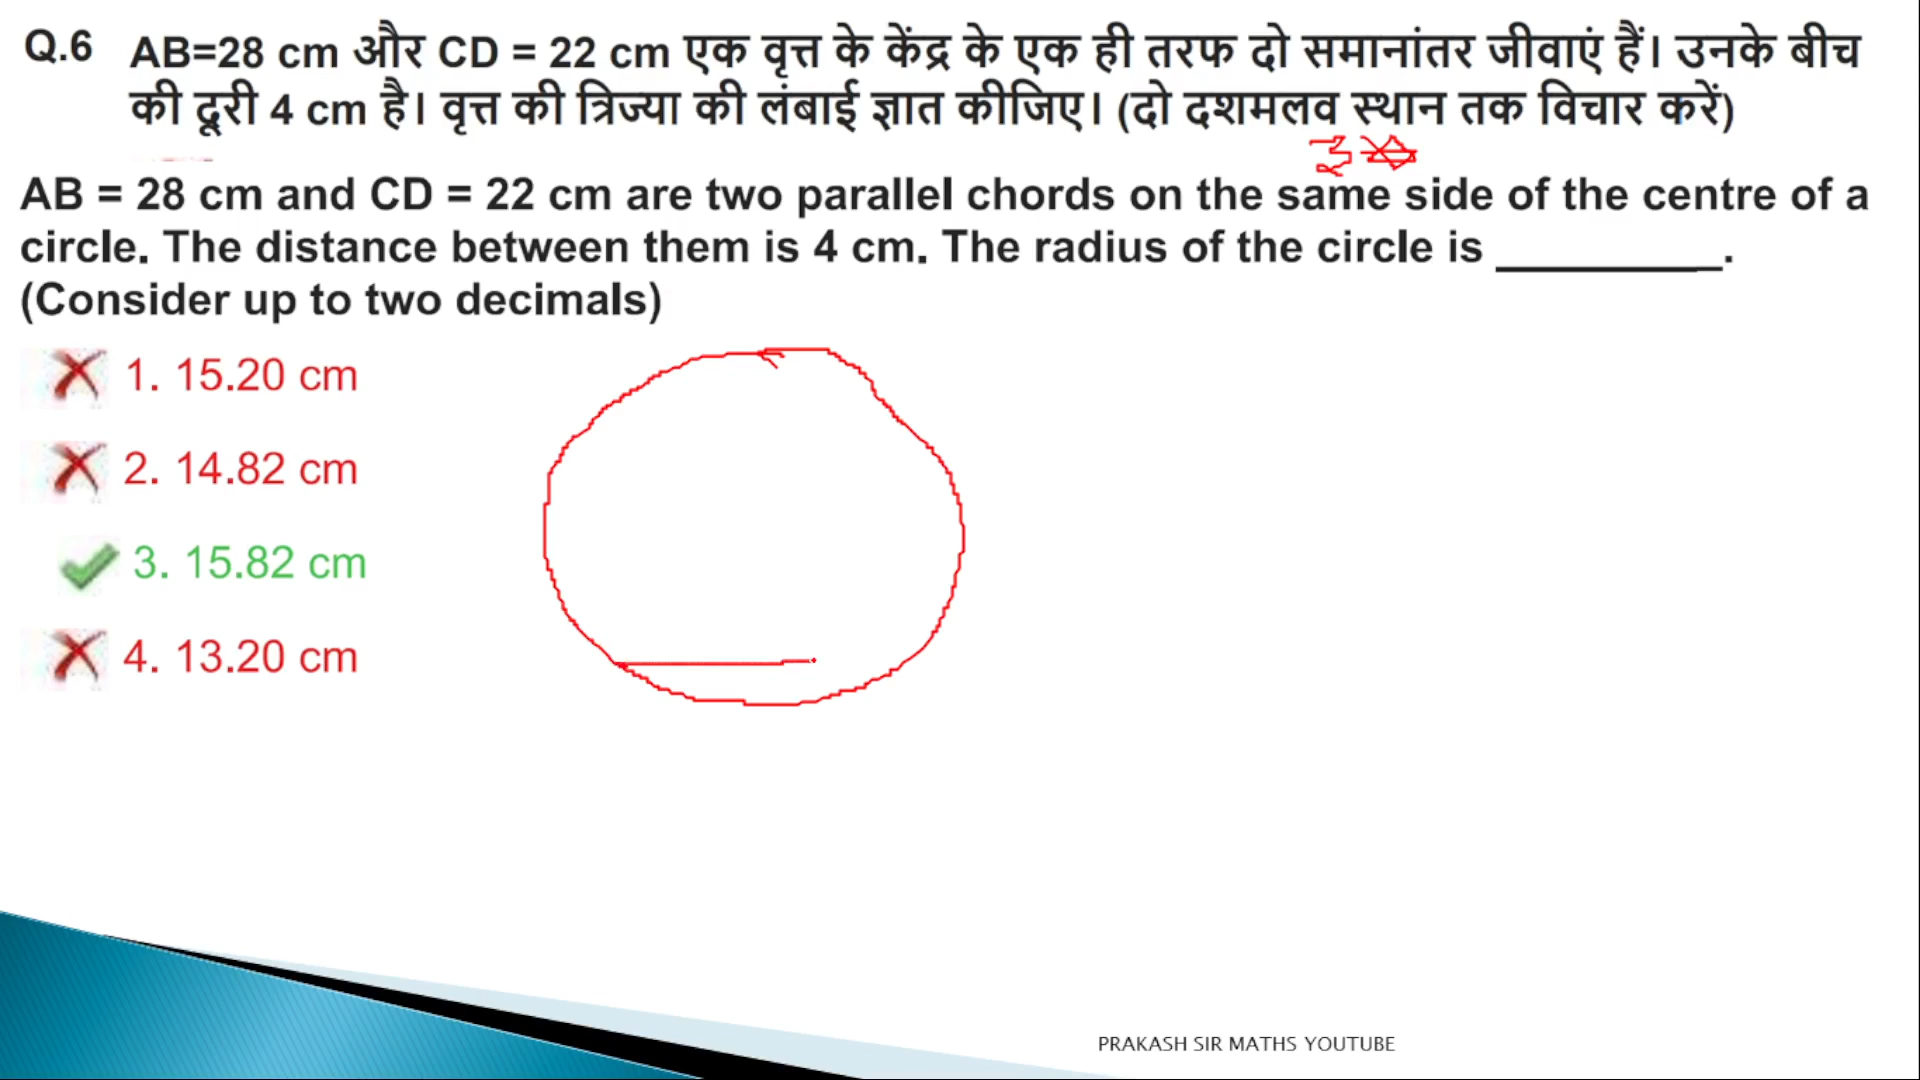 Q.6 AB=28 cm और CD = 22 cm एक वृत्त के केंद्र के एक ही तरफ दो समानांतर जीवाएं हैं। उनके बीच
की दूरी 4 cm है। वृत्त की त्रिज्या की लंबाई ज्ञात कीजिए। (दो दशमलव स्थान तक विचार करें)
AB = 28 cm and CD = 22 cm are two parallel chords on the same side of the centre of a
circle. The distance between them is 4 cm. The radius of the circle is ________.
(Consider up to two decimals)
1. 15.20 cm
2. 14.82 cm
3. 15.82 cm
4. 13.20 cm
PRAKASH SIR MATHS YOUTUBE